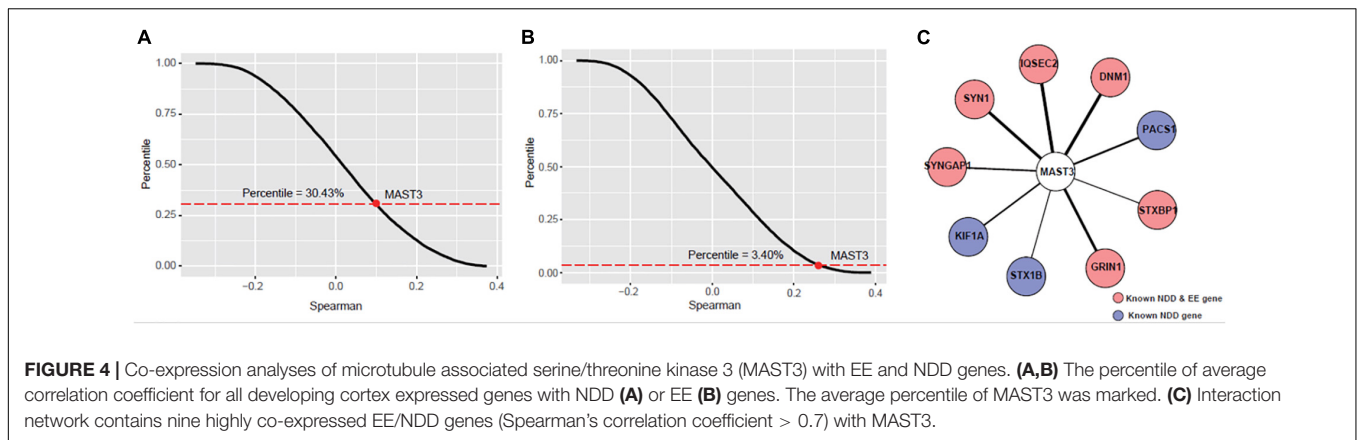 A
1.00
0.75
0.50
0.25
0.00
Percentile
Percentile = 30.43%
MAST3
−0.2
0.0
0.2
0.4
Spearman
B
1.00
0.75
0.50
0.25
0.00
Percentile
Percentile = 3.40%
MAST3
−0.2
0.0
0.2
0.4
Spearman
C
IQSEC2
DNM1
SYN1
PACS1
SYNGAP1
MAST3
STXBP1
KIF1A
STX1B
GRIN1
Known NDD & EE gene
Known NDD gene
FIGURE 4 | Co-expression analyses of microtubule associated serine/threonine kinase 3 (MAST3) with EE and NDD genes. (A,B) The percentile of average
correlation coefficient for all developing cortex expressed genes with NDD (A) or EE (B) genes. The average percentile of MAST3 was marked. (C) Interaction
network contains nine highly co-expressed EE/NDD genes (Spearman's correlation coefficient > 0.7) with MAST3.